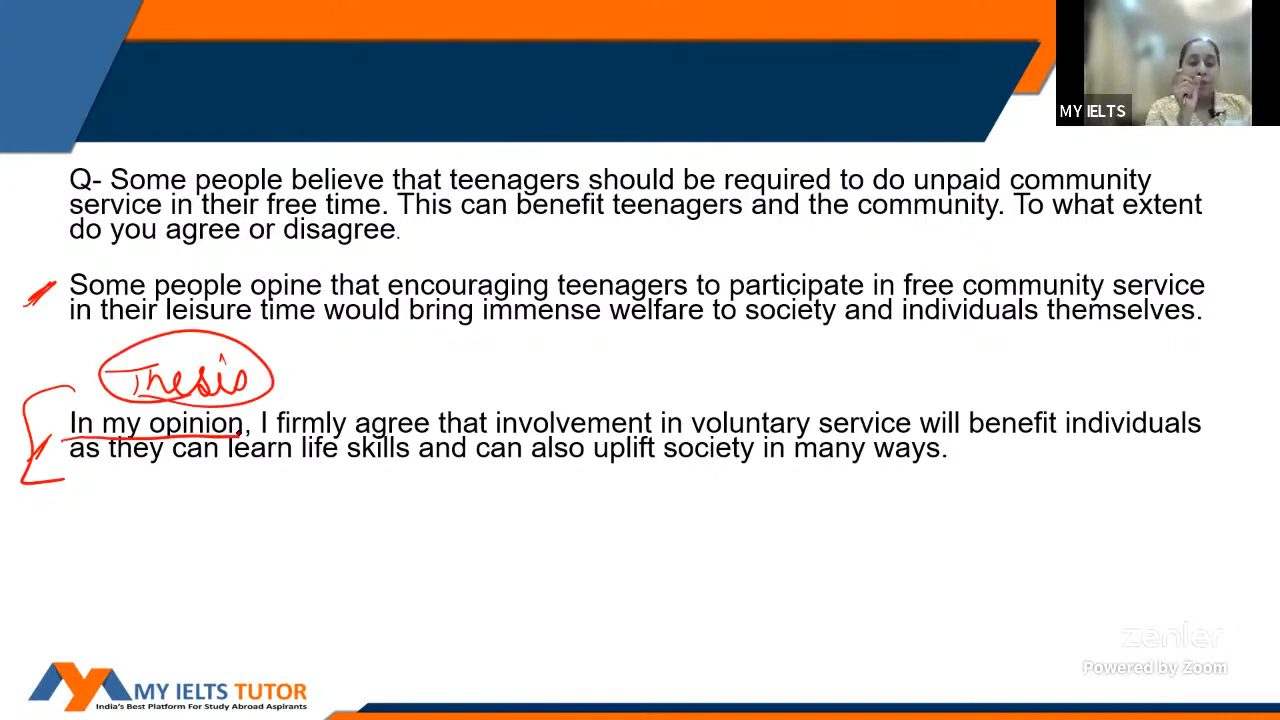 MY IELTS
Q- Some people believe that teenagers should be required to do unpaid community
service in their free time. This can benefit teenagers and the community. To what extent
do you agree or disagree.
Some people opine that encouraging teenagers to participate in free community service
in their leisure time would bring immense welfare to society and individuals themselves.
Thesis
In my opinion, I firmly agree that involvement in voluntary service will benefit individuals
as they can learn life skills and can also uplift society in many ways.
zenler
Powered by Zoom
MY IELTS TUTOR
India's Best Platform For Study Abroad Aspirants